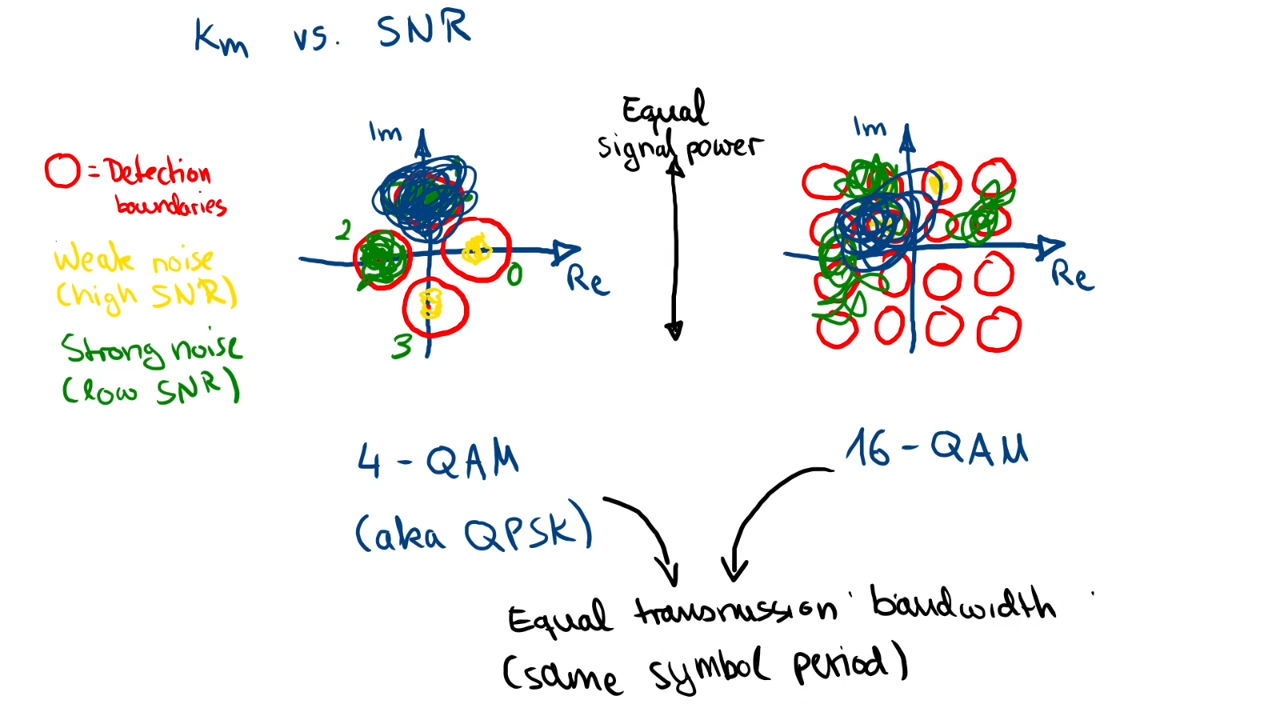 Km vs. SNR
Equal
signal power
Im
Im
O = Detection
boundaries
2
Weak noise
(high SNR)
0
Re
Re
Strong noise
(low SNR)
3
4 - QAM
16 - QAM
(aka QPSK)
Equal transmission bandwidth
(same symbol period)